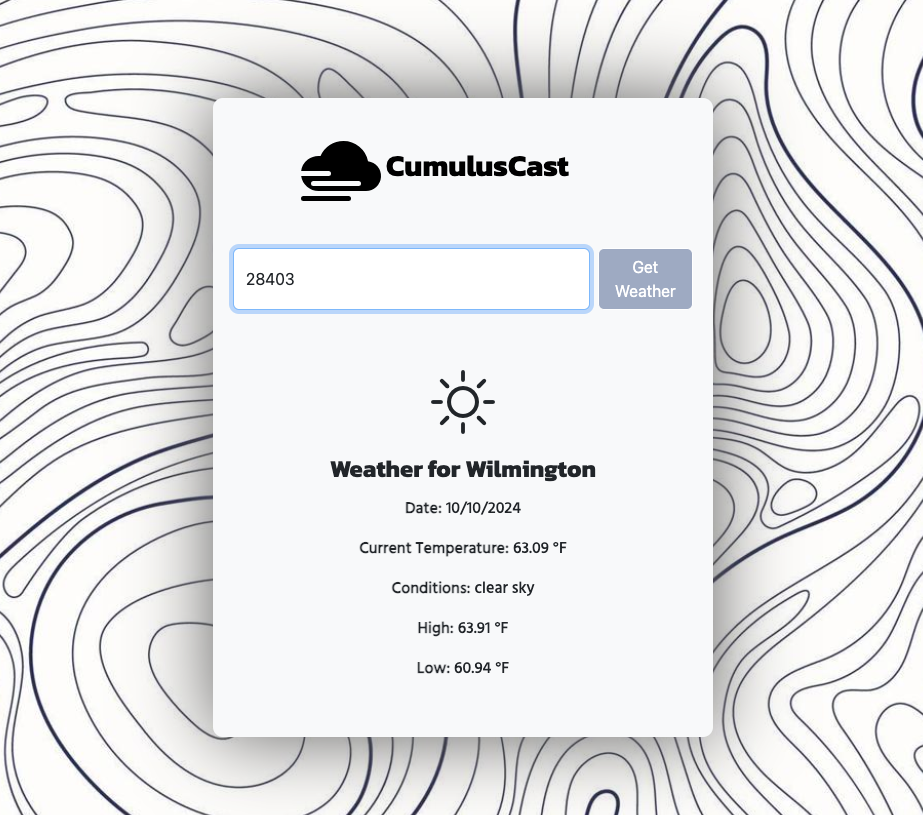 CumulusCast
28403
Get
Weather
Weather for Wilmington
Date: 10/10/2024
Current Temperature: 63.09 °F
Conditions: clear sky
High: 63.91 °F
Low: 60.94 °F